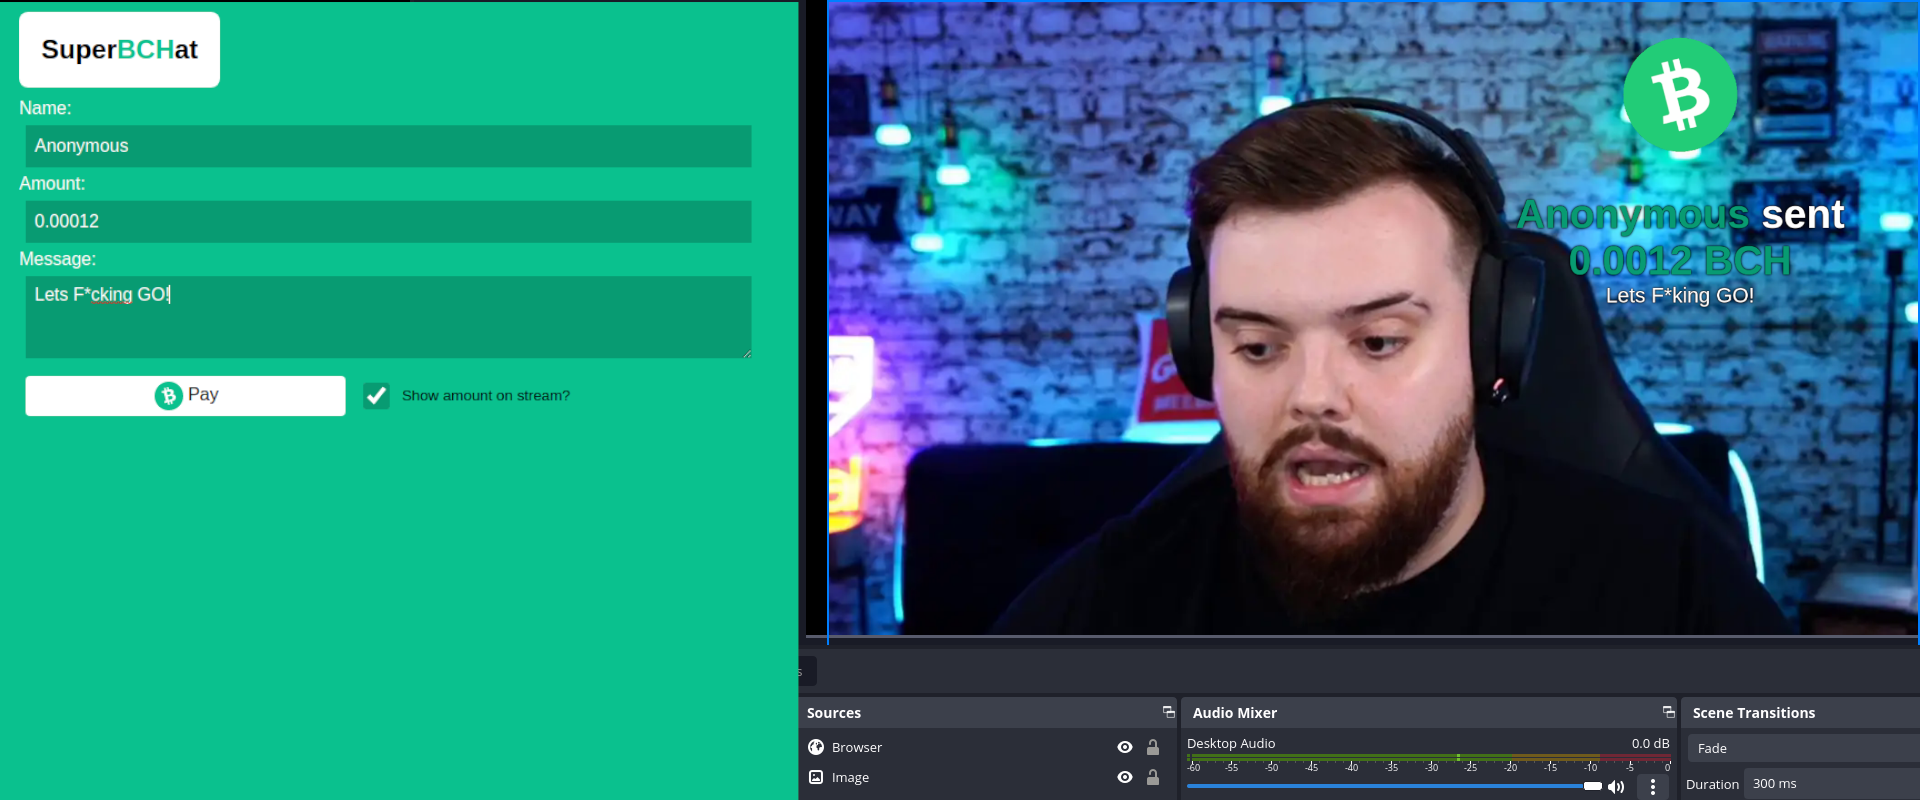 SuperBCHat
Name:
Anonymous
Amount:
0.00012
Message:
Lets F*cking GO!
Pay
Show amount on stream?
WAY
Anonymous sent
0.0012 BCH
Lets F*king GO!
s
Sources
Browser
Image
Audio Mixer
Desktop Audio
0.0 dB
-60 -55 -50 -45 -40 -35 -30 -25 -20 -15 -10 -5 0
Scene Transitions
Fade
Duration
300 ms